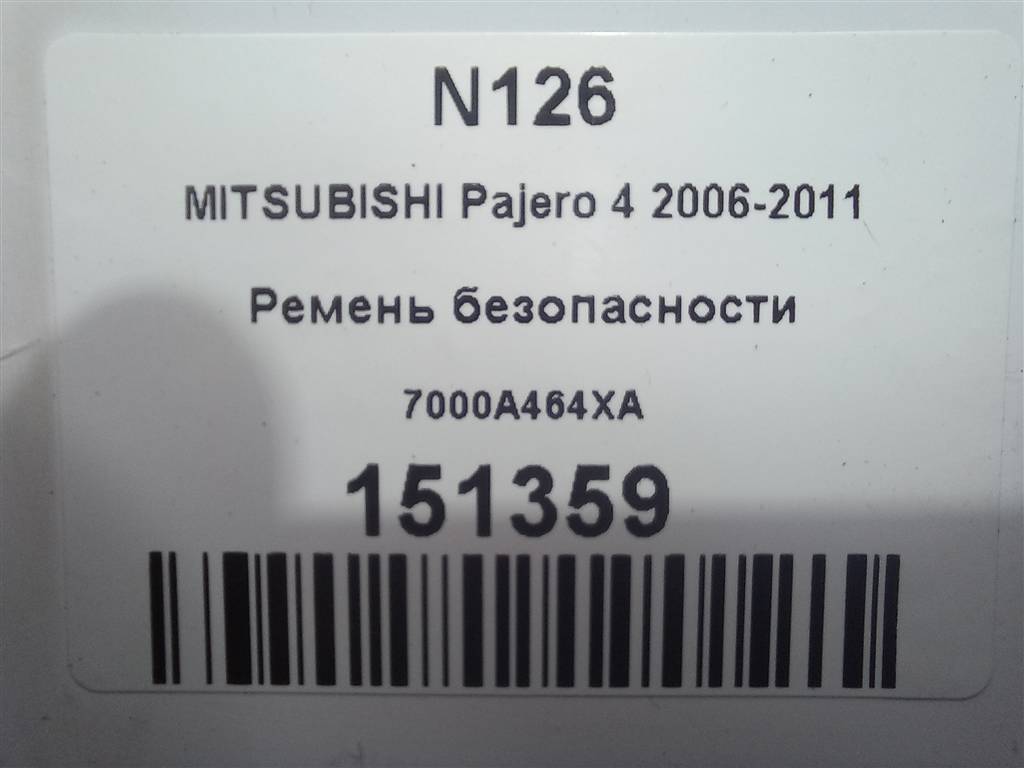 N126
MITSUBISHI Pajero 4 2006-2011
Ремень безопасности
7000A464XA
151359